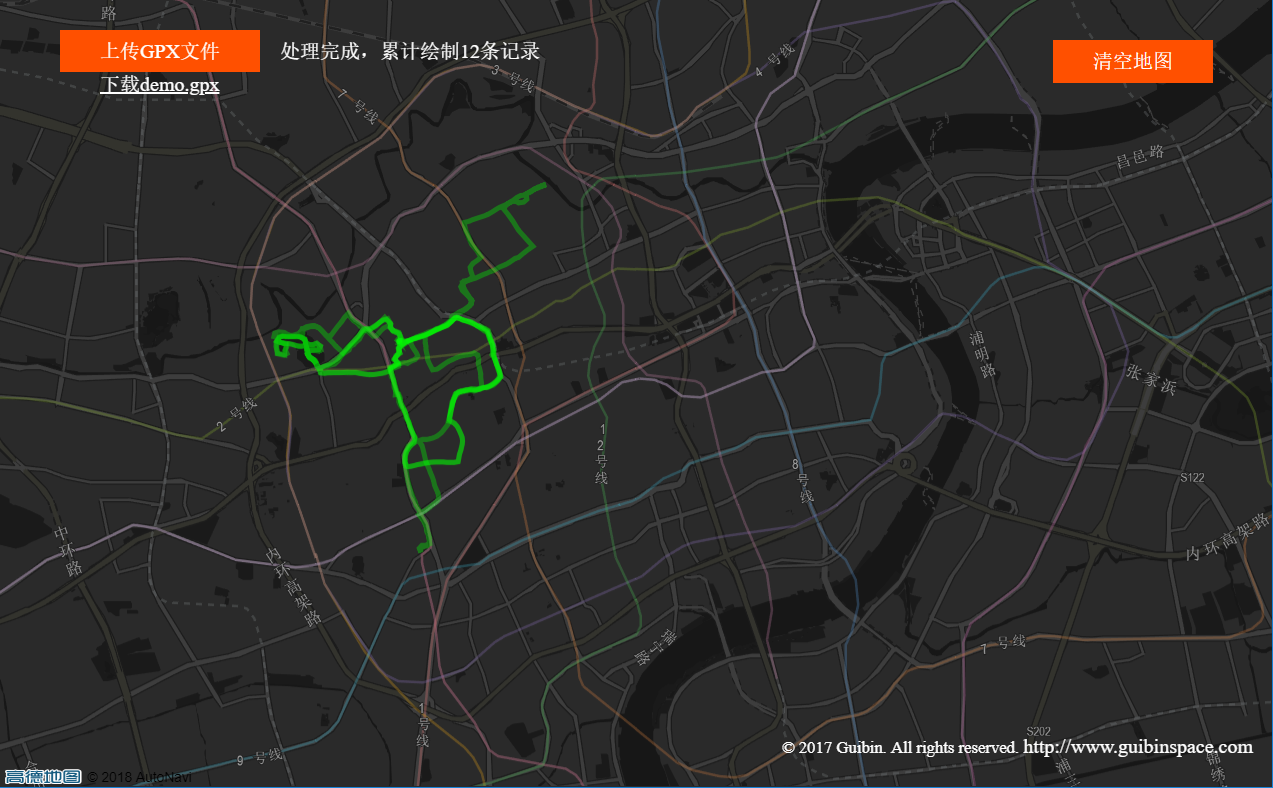 路
上传GPX文件
处理完成，累计绘制12条记录
清空地图
下载demo.gpx
3 号线
4 号线
7 号线
昌邑路
浦明路
张家浜
2 号线
12号线
8号线
S122
中环路
内环高架路
内环高架路
瑞宁路
7 号线
1号线
9 号线
S202
© 2017 Guibin. All rights reserved. http://www.guibinspace.com
高德地图 © 2018 AutoNavi